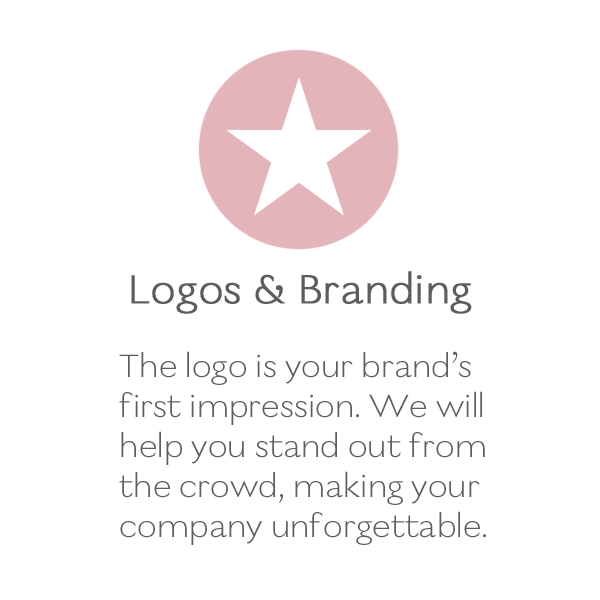 Logos & Branding
The logo is your brand’s
first impression. We will
help you stand out from
the crowd, making your
company unforgettable.